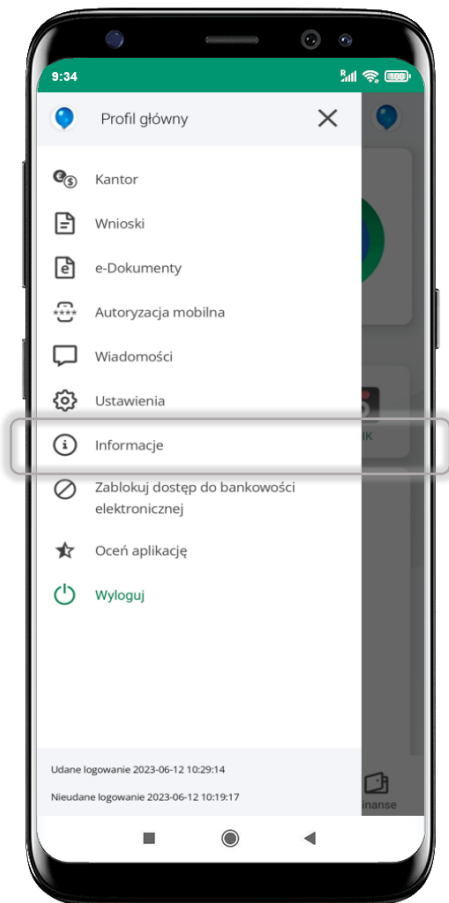 9:34
Profil główny
Kantor
Wnioski
e-Dokumenty
Autoryzacja mobilna
Wiadomości
Ustawienia
Informacje
IK
Zablokuj dostęp do bankowości
elektronicznej
Oceń aplikację
Wyloguj
Udane logowanie 2023-06-12 10:29:14
Nieudane logowanie 2023-06-12 10:19:17
inanse